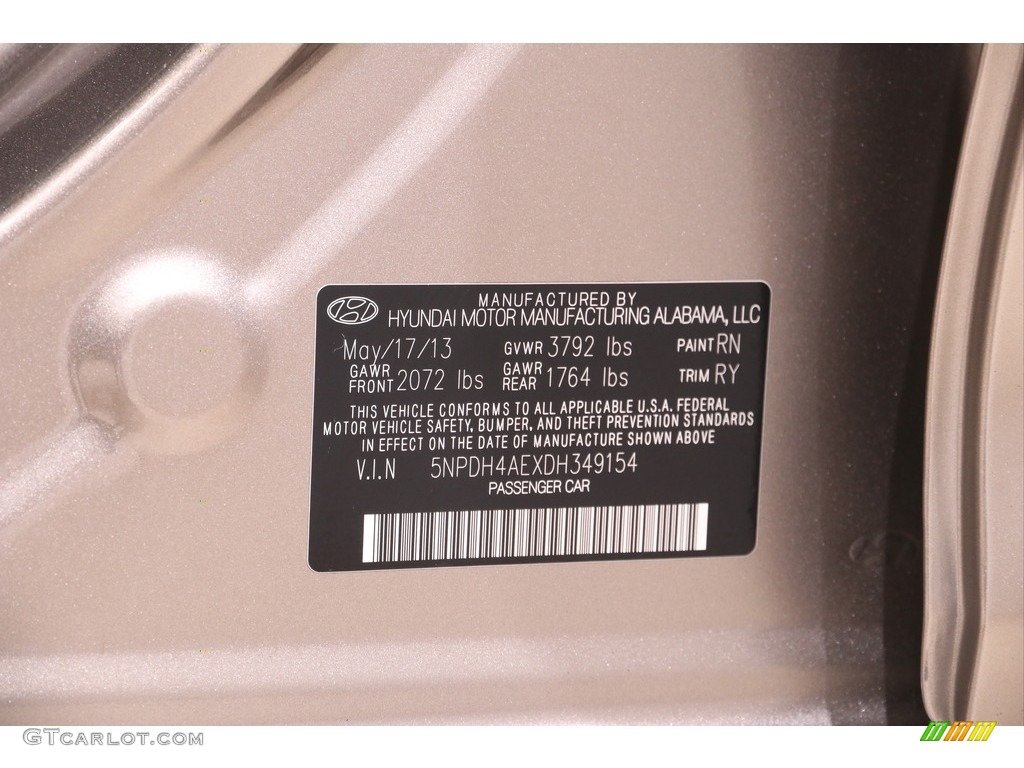 MANUFACTURED BY
HYUNDAI MOTOR MANUFACTURING ALABAMA, LLC
May/17/13 GVWR 3792 lbs PAINT RN
GAWR FRONT 2072 lbs GAWR REAR 1764 lbs TRIM RY
THIS VEHICLE CONFORMS TO ALL APPLICABLE U.S.A. FEDERAL
MOTOR VEHICLE SAFETY, BUMPER, AND THEFT PREVENTION STANDARDS
IN EFFECT ON THE DATE OF MANUFACTURE SHOWN ABOVE
V.I.N 5NPDH4AEXDH349154
PASSENGER CAR
GTCARLOT.COM